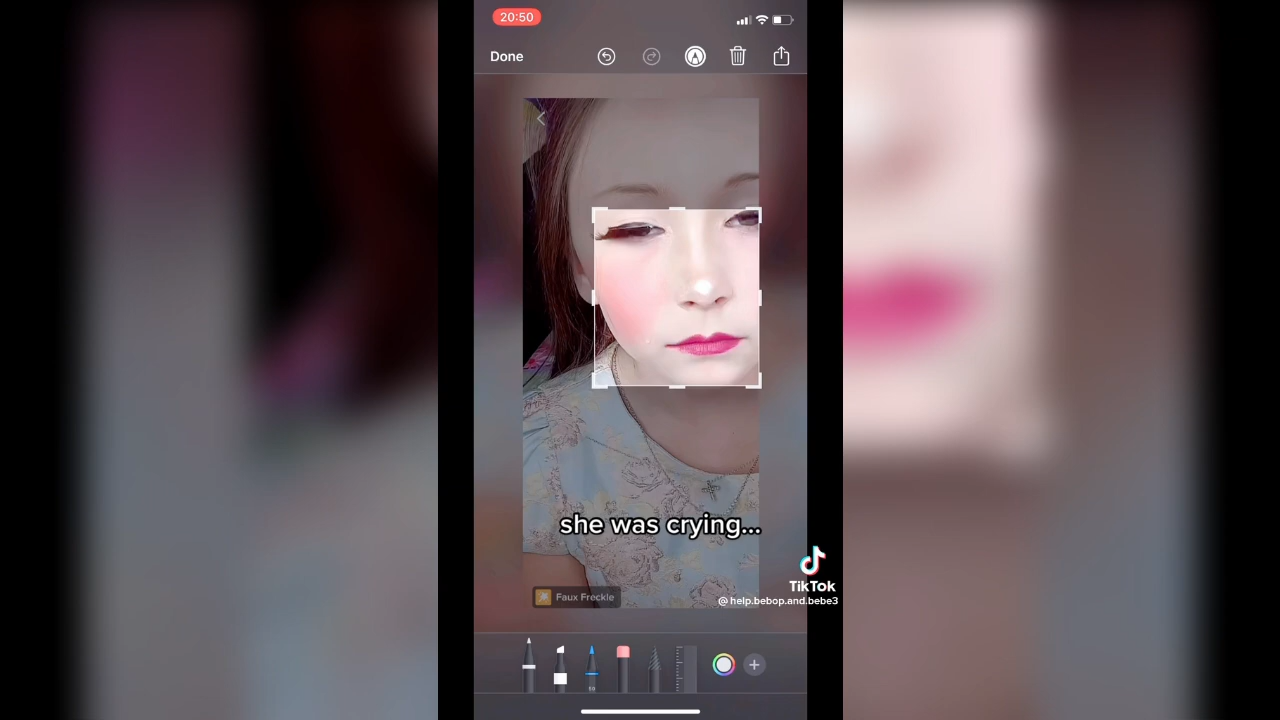 20:50
Done
she was crying...
Faux Freckle
TikTok
@help.bebop.and.bebe3